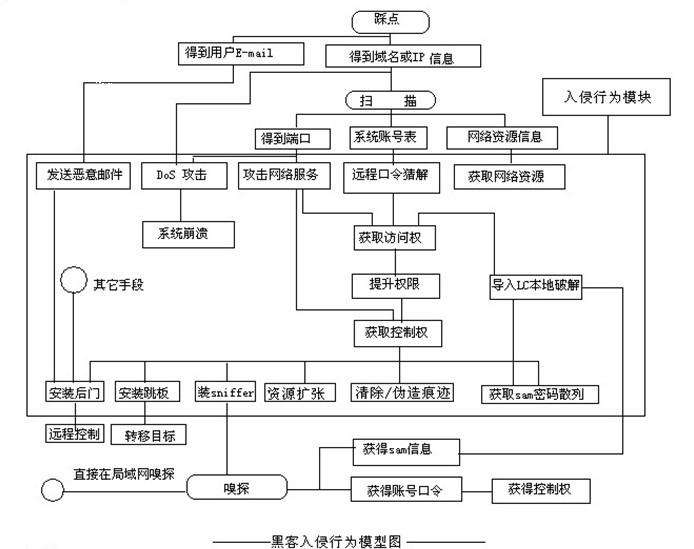 踩点
得到用户E-mail
得到域名或IP 信息
扫 描
入侵行为模块
得到端口
系统账号表
网络资源信息
发送恶意邮件
DoS 攻击
攻击网络服务
远程口令猜解
获取网络资源
系统崩溃
获取访问权
其它手段
提升权限
导入LC本地破解
获取控制权
安装后门
安装跳板
装sniffer
资源扩张
清除/伪造痕迹
获取sam密码散列
远程控制
转移目标
获得sam信息
直接在局域网嗅探
嗅探
获得账号口令
获得控制权
黑客入侵行为模型图